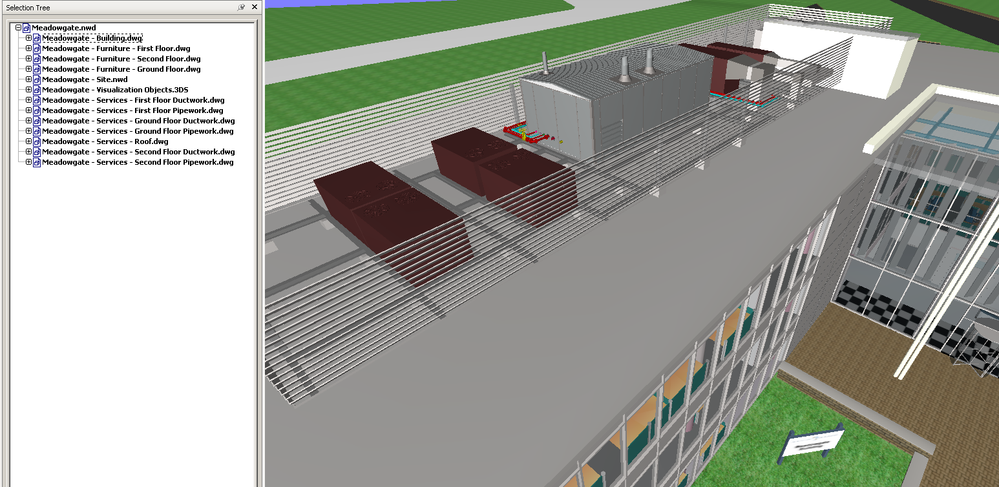 Selection Tree
Meadowgate.nwd
Meadowgate - Building.dwg
Meadowgate - Furniture - First Floor.dwg
Meadowgate - Furniture - Second Floor.dwg
Meadowgate - Furniture - Ground Floor.dwg
Meadowgate - Site.nwd
Meadowgate - Visualization Objects.3DS
Meadowgate - Services - First Floor Ductwork.dwg
Meadowgate - Services - First Floor Pipework.dwg
Meadowgate - Services - Ground Floor Ductwork.dwg
Meadowgate - Services - Ground Floor Pipework.dwg
Meadowgate - Services - Roof.dwg
Meadowgate - Services - Second Floor Ductwork.dwg
Meadowgate - Services - Second Floor Pipework.dwg